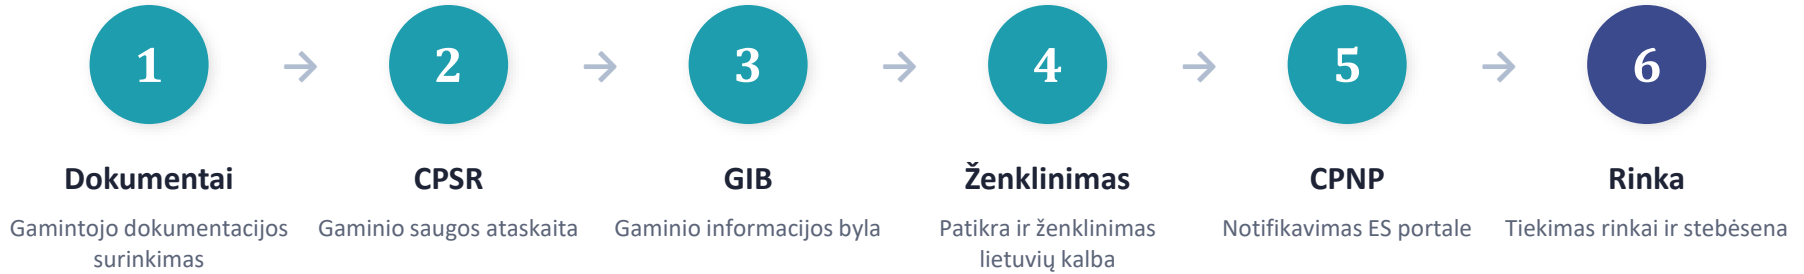 1 → 2 → 3 → 4 → 5 → 6
Dokumentai
Gamintojo dokumentacijos
surinkimas
CPSR
Gaminio saugos ataskaita
GIB
Gaminio informacijos byla
Ženklinimas
Patikra ir ženklinimas
lietuvių kalba
CPNP
Notifikavimas ES portale
Rinka
Tiekimas rinkai ir stebėsena